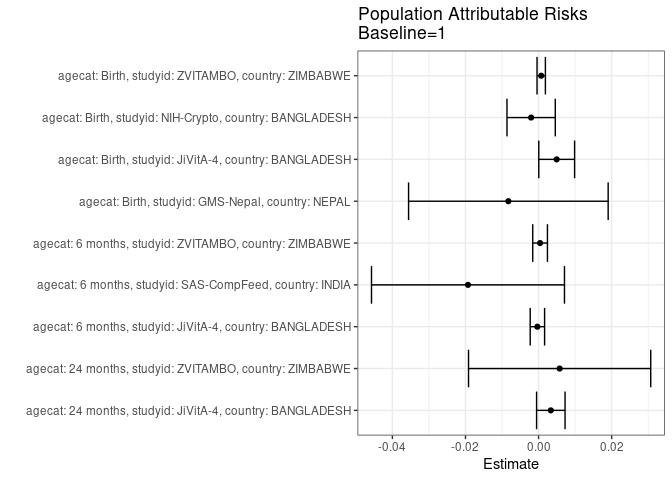 Population Attributable Risks
Baseline=1
agecat: Birth, studyid: ZVITAMBO, country: ZIMBABWE
agecat: Birth, studyid: NIH-Crypto, country: BANGLADESH
agecat: Birth, studyid: JiVitA-4, country: BANGLADESH
agecat: Birth, studyid: GMS-Nepal, country: NEPAL
agecat: 6 months, studyid: ZVITAMBO, country: ZIMBABWE
agecat: 6 months, studyid: SAS-CompFeed, country: INDIA
agecat: 6 months, studyid: JiVitA-4, country: BANGLADESH
agecat: 24 months, studyid: ZVITAMBO, country: ZIMBABWE
agecat: 24 months, studyid: JiVitA-4, country: BANGLADESH
-0.04 -0.02 0.00 0.02
Estimate